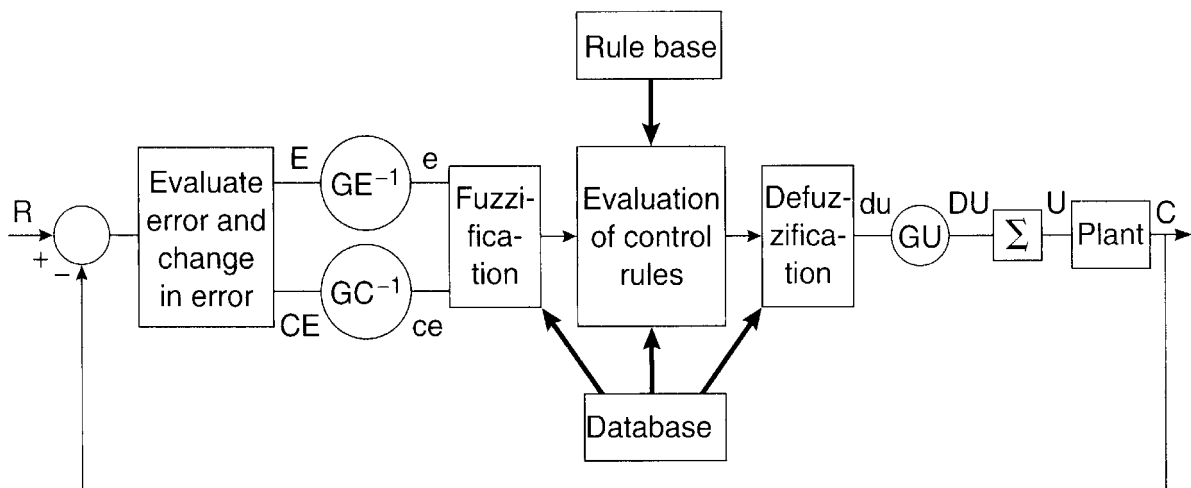 Rule base
R
+
−
Evaluate
error and
change
in error
E
GE⁻¹
e
CE
GC⁻¹
ce
Fuzzi-
fica-
tion
Evaluation
of control
rules
Defuz-
zifica-
tion
du
GU
DU
Σ
U
Plant
C
Database